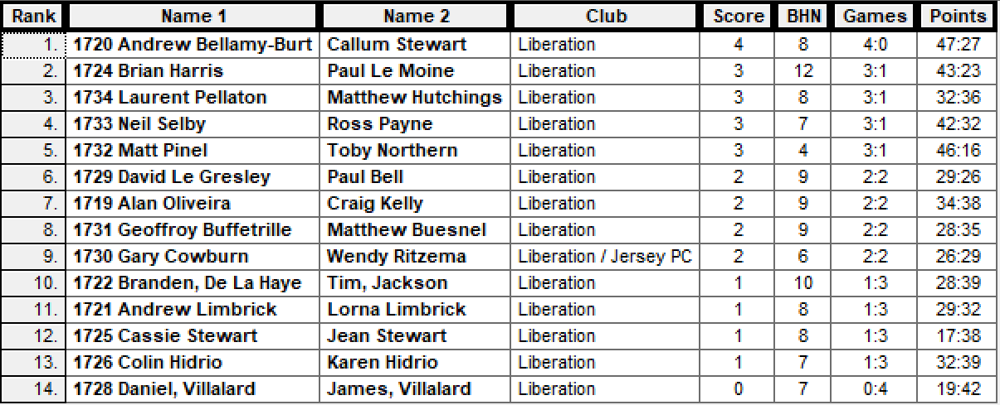 Rank Name 1 Name 2 Club Score BHN Games Points
1. 1720 Andrew Bellamy-Burt Callum Stewart Liberation 4 8 4:0 47:27
2. 1724 Brian Harris Paul Le Moine Liberation 3 12 3:1 43:23
3. 1734 Laurent Pellaton Matthew Hutchings Liberation 3 8 3:1 32:36
4. 1733 Neil Selby Ross Payne Liberation 3 7 3:1 42:32
5. 1732 Matt Pinel Toby Northern Liberation 3 4 3:1 46:16
6. 1729 David Le Gresley Paul Bell Liberation 2 9 2:2 29:26
7. 1719 Alan Oliveira Craig Kelly Liberation 2 9 2:2 34:38
8. 1731 Geoffroy Buffetrille Matthew Buesnel Liberation 2 9 2:2 28:35
9. 1730 Gary Cowburn Wendy Ritzema Liberation / Jersey PC 2 6 2:2 26:29
10. 1722 Branden, De La Haye Tim, Jackson Liberation 1 10 1:3 28:39
11. 1721 Andrew Limbrick Lorna Limbrick Liberation 1 8 1:3 29:32
12. 1725 Cassie Stewart Jean Stewart Liberation 1 8 1:3 17:38
13. 1726 Colin Hidrio Karen Hidrio Liberation 1 7 1:3 32:39
14. 1728 Daniel, Villalard James, Villalard Liberation 0 7 0:4 19:42